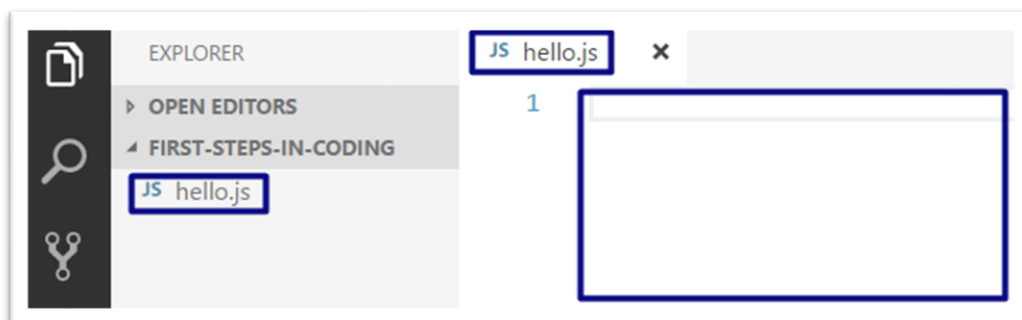 EXPLORER
OPEN EDITORS
FIRST-STEPS-IN-CODING
JS hello.js
JS hello.js
1